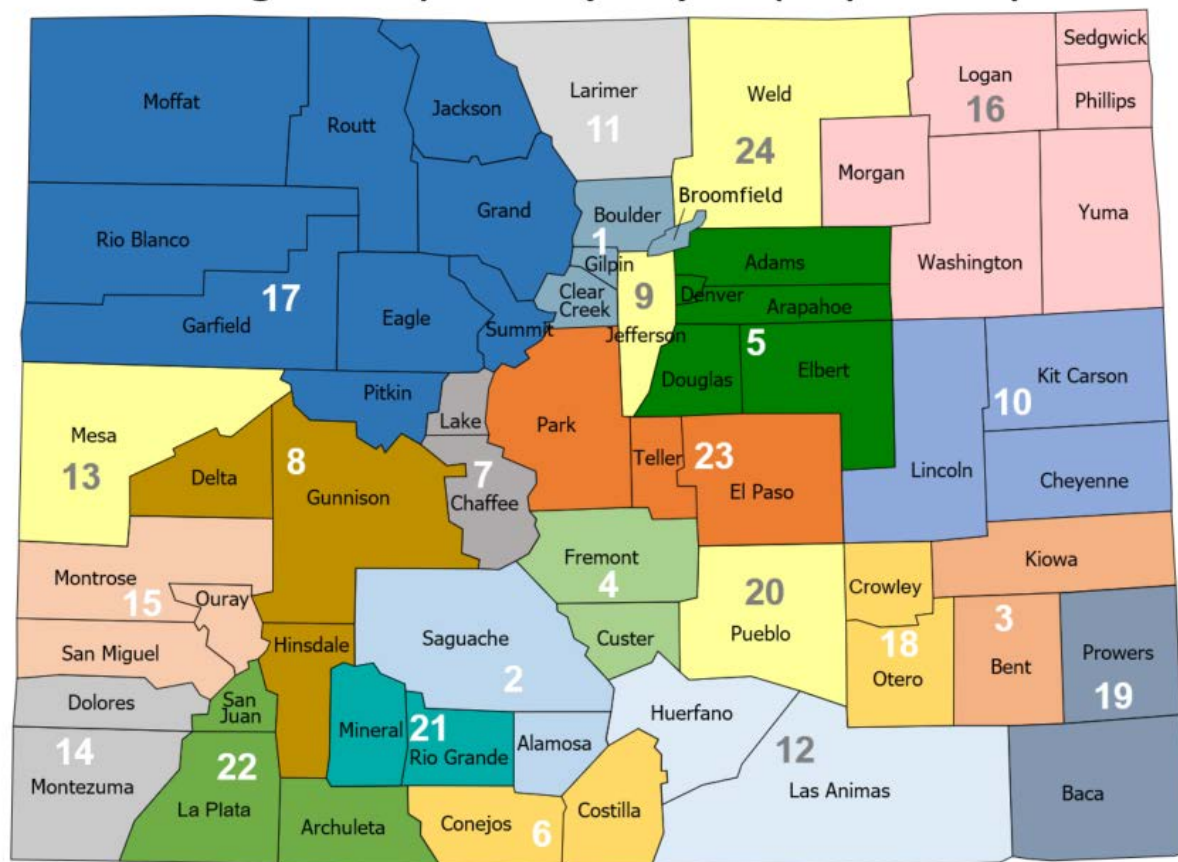 Sedgwick
Logan
16
Phillips
Moffat
Jackson
Routt
Larimer
11
Weld
24
Morgan
Yuma
Grand
Boulder
1
Broomfield
Rio Blanco
Washington
Gilpin
Adams
17
Garfield
Eagle
Summit
Clear
Creek
9
Jefferson
Denver
Arapahoe
5
Douglas
Elbert
Kit Carson
10
Pitkin
Lake
Park
Mesa
13
Delta
8
Gunnison
7
Chaffee
Teller
23
El Paso
Lincoln
Cheyenne
Montrose
15
Ouray
Fremont
4
20
Pueblo
Crowley
Kiowa
San Miguel
Hinsdale
Saguache
2
Custer
18
Otero
3
Bent
Prowers
19
Dolores
San
Juan
Mineral
21
Rio Grande
Alamosa
Huerfano
12
Las Animas
Baca
14
Montezuma
22
La Plata
Archuleta
Conejos
6
Costilla